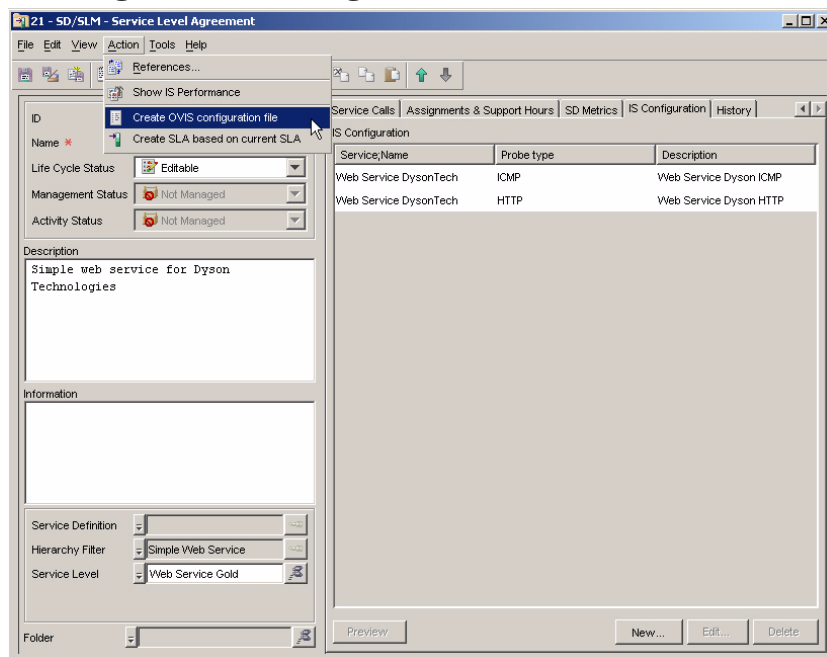 21 - SD/SLM - Service Level Agreement
File Edit View Action Tools Help
References...
Show IS Performance
Create OVIS configuration file
Create SLA based on current SLA
ID
Name *
Life Cycle Status Editable
Management Status Not Managed
Activity Status Not Managed
Description
Simple web service for Dyson
Technologies
Information
Service Definition
Hierarchy Filter Simple Web Service
Service Level Web Service Gold
Folder
Service Calls Assignments & Support Hours SD Metrics IS Configuration History
IS Configuration
Service;Name Probe type Description
Web Service DysonTech ICMP Web Service Dyson ICMP
Web Service DysonTech HTTP Web Service Dyson HTTP
Preview New... Edit... Delete